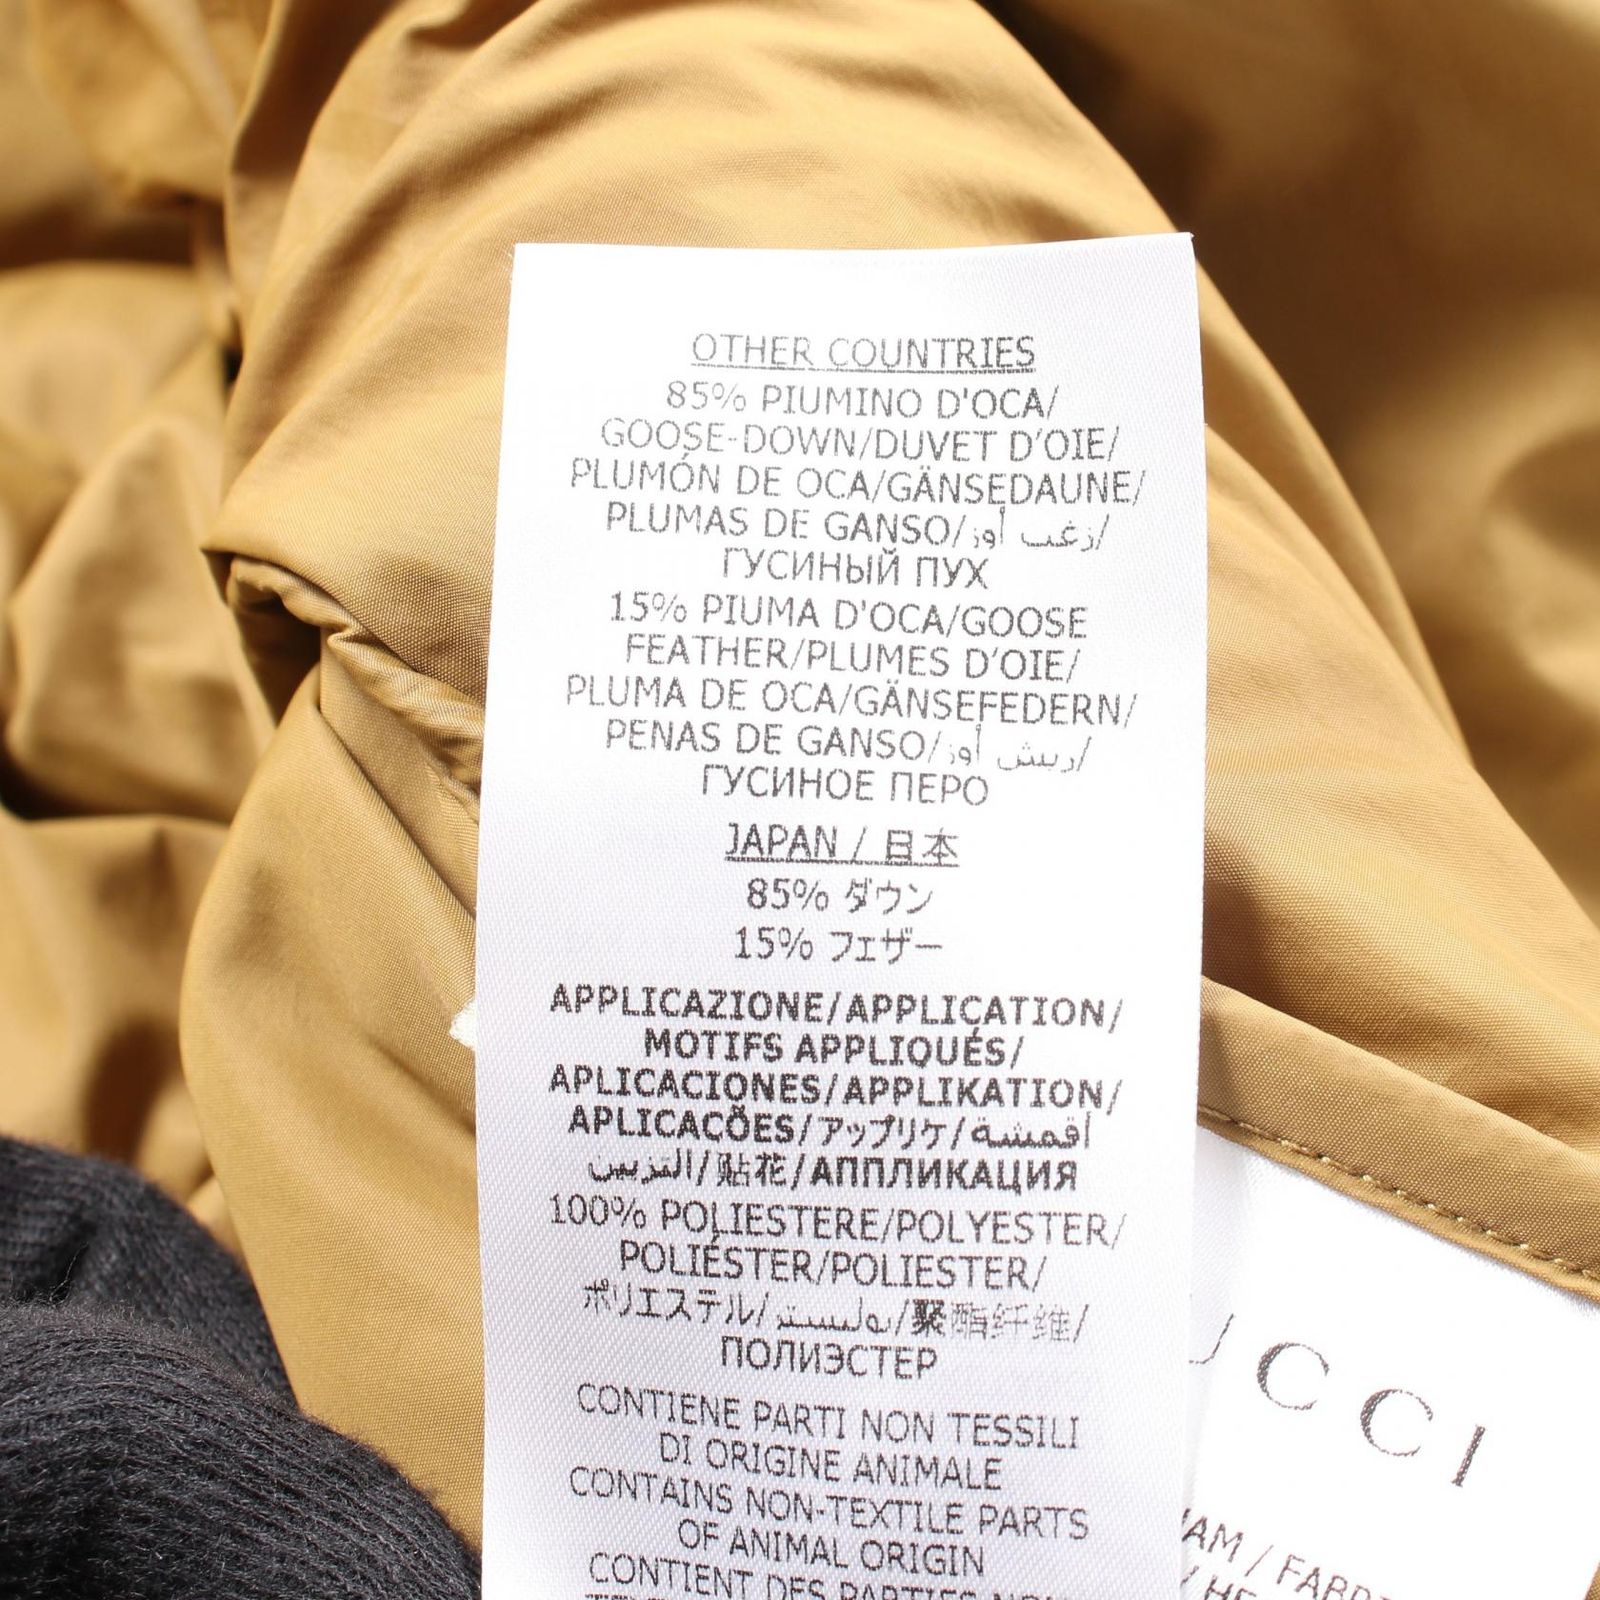 OTHER COUNTRIES
85% PIUMINO D'OCA/
GOOSE-DOWN/DUVET D'OIE/
PLUMÓN DE OCA/GÄNSEDAUNE/
PLUMAS DE GANSO/زغب أوز/
ГУСИНЫЙ ПУХ
15% PIUMA D'OCA/GOOSE
FEATHER/PLUMES D'OIE/
PLUMA DE OCA/GÄNSEFEDERN/
PENAS DE GANSO/ريش أوز/
ГУСИНОЕ ПЕРО
JAPAN / 日本
85% ダウン
15% フェザー
APPLICAZIONE/APPLICATION/
MOTIFS APPLIQUÉS/
APLICACIONES/APPLIKATION/
APLICAÇÕES/アップリケ/أقمشة
التزيين/贴花/АППЛИКАЦИЯ
100% POLIESTERE/POLYESTER/
POLIÉSTER/POLIESTER/
ポリエステル/بوليستر/聚酯纤维/
ПОЛИЭСТЕР
CONTIENE PARTI NON TESSILI
DI ORIGINE ANIMALE
CONTAINS NON-TEXTILE PARTS
OF ANIMAL ORIGIN
CONTIENT DES PARTIES NON
UCCI